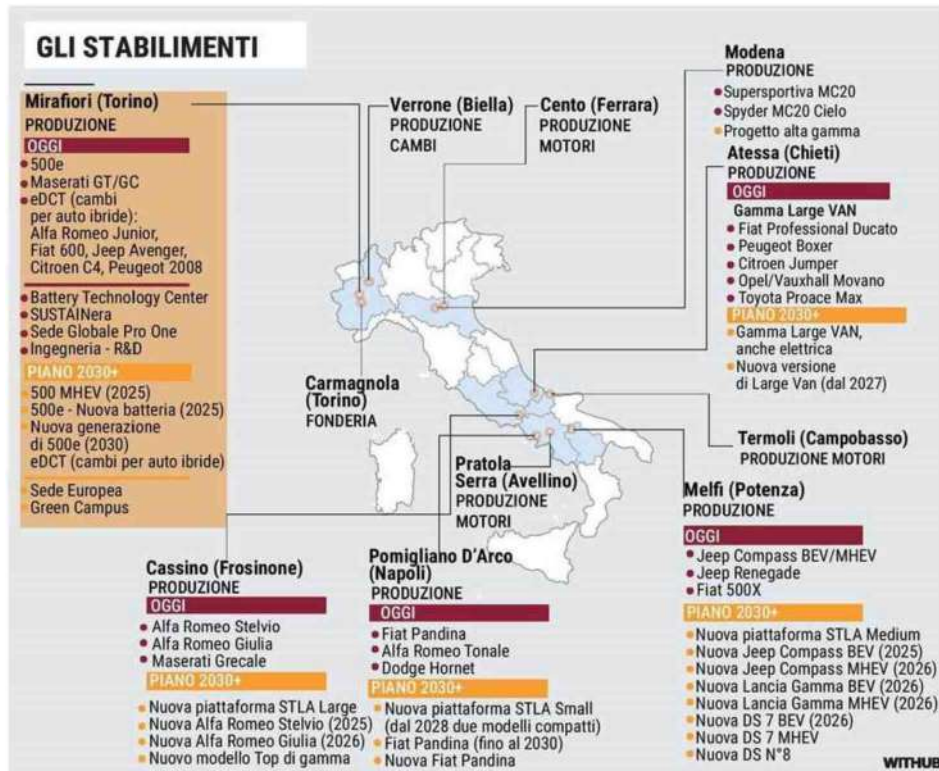 GLI STABILIMENTI
Mirafiori (Torino)
PRODUZIONE
OGGI
500e
Maserati GT/GC
eDCT (cambi
per auto ibride):
Alfa Romeo Junior,
Fiat 600, Jeep Avenger,
Citroen C4, Peugeot 2008
Battery Technology Center
SUSTAINera
Sede Globale Pro One
Ingegneria - R&D
PIANO 2030+
500 MHEV (2025)
500e - Nuova batteria (2025)
Nuova generazione
di 500e (2030)
eDCT (cambi per auto ibride)
Sede Europea
Green Campus
Verrone (Biella)
PRODUZIONE
CAMBI
Cento (Ferrara)
PRODUZIONE
MOTORI
Modena
PRODUZIONE
Supersportiva MC20
Spyder MC20 Cielo
Progetto alta gamma
Atessa (Chieti)
PRODUZIONE
OGGI
Gamma Large VAN
Fiat Professional Ducato
Peugeot Boxer
Citroen Jumper
Opel/Vauxhall Movano
Toyota Proace Max
PIANO 2030+
Gamma Large VAN,
anche elettrica
Nuova versione
di Large Van (dal 2027)
Carmagnola
(Torino)
FONDERIA
Termoli (Campobasso)
PRODUZIONE MOTORI
Pratola
Serra (Avellino)
PRODUZIONE
MOTORI
Cassino (Frosinone)
PRODUZIONE
OGGI
Alfa Romeo Stelvio
Alfa Romeo Giulia
Maserati Grecale
PIANO 2030+
Nuova piattaforma STLA Large
Nuova Alfa Romeo Stelvio (2025)
Nuova Alfa Romeo Giulia (2026)
Nuovo modello Top di gamma
Pomigliano D'Arco
(Napoli)
PRODUZIONE
OGGI
Fiat Pandina
Alfa Romeo Tonale
Dodge Hornet
PIANO 2030+
Nuova piattaforma STLA Small
(dal 2028 due modelli compatti)
Fiat Pandina (fino al 2030)
Nuova Fiat Pandina
Melfi (Potenza)
PRODUZIONE
OGGI
Jeep Compass BEV/MHEV
Jeep Renegade
Fiat 500X
PIANO 2030+
Nuova piattaforma STLA Medium
Nuova Jeep Compass BEV (2025)
Nuova Jeep Compass MHEV (2026)
Nuova Lancia Gamma BEV (2026)
Nuova Lancia Gamma MHEV (2026)
Nuova DS 7 BEV (2026)
Nuova DS 7 MHEV
Nuova DS N°8
WITHUB